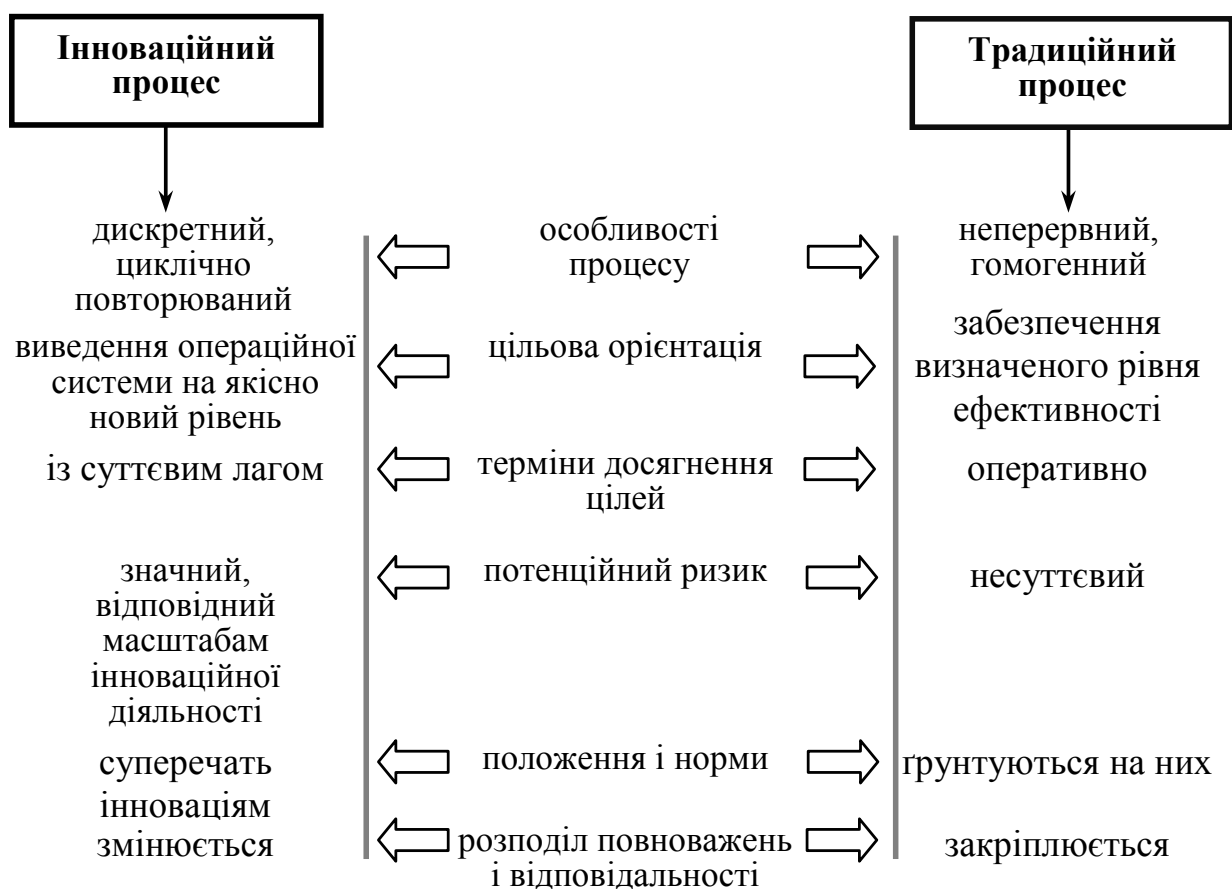 Інноваційний
процес
Традиційний
процес
дискретний,
циклічно
повторюваний
особливості
процесу
неперервний,
гомогенний
виведення операційної
системи на якісно
новий рівень
цільова орієнтація
забезпечення
визначеного рівня
ефективності
із суттєвим лагом
терміни досягнення
цілей
оперативно
значний,
відповідний
масштабам
інноваційної
діяльності
потенційний ризик
несуттєвий
суперечать
інноваціям
положення і норми
ґрунтуються на них
змінюється
розподіл повноважень
і відповідальності
закріплюється